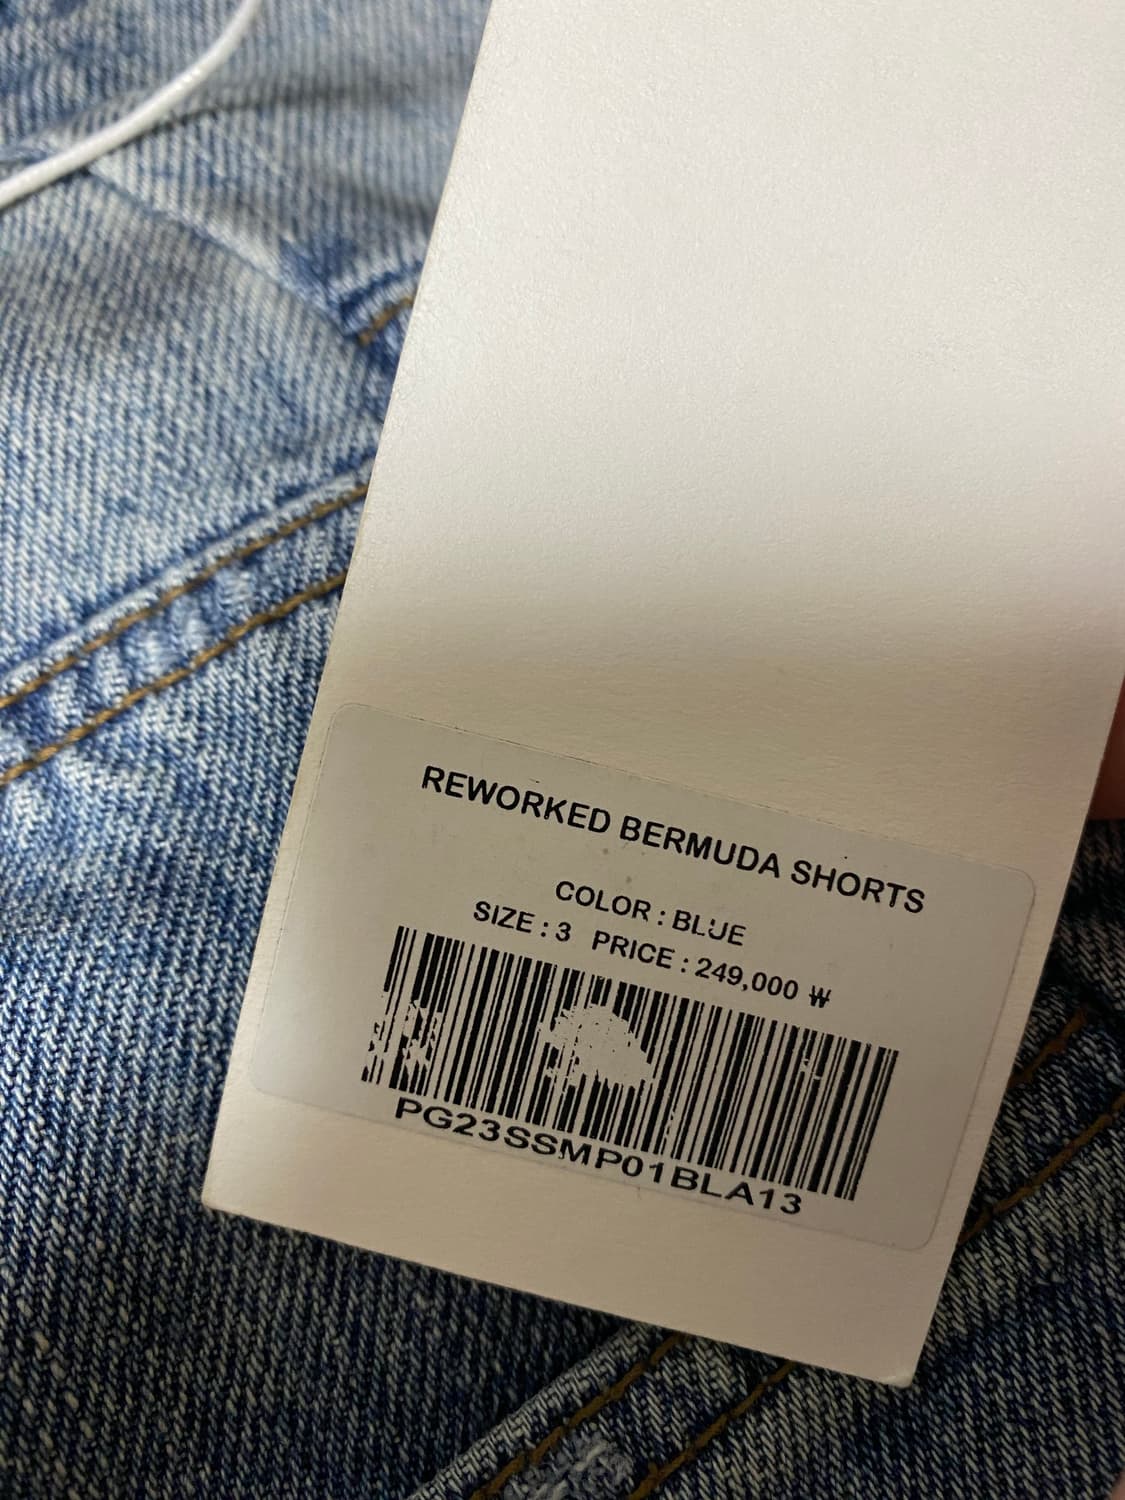 REWORKED BERMUDA SHORTS
COLOR : BLUE
SIZE : 3 PRICE : 249,000 ₩
PG23SSMP01BLA13